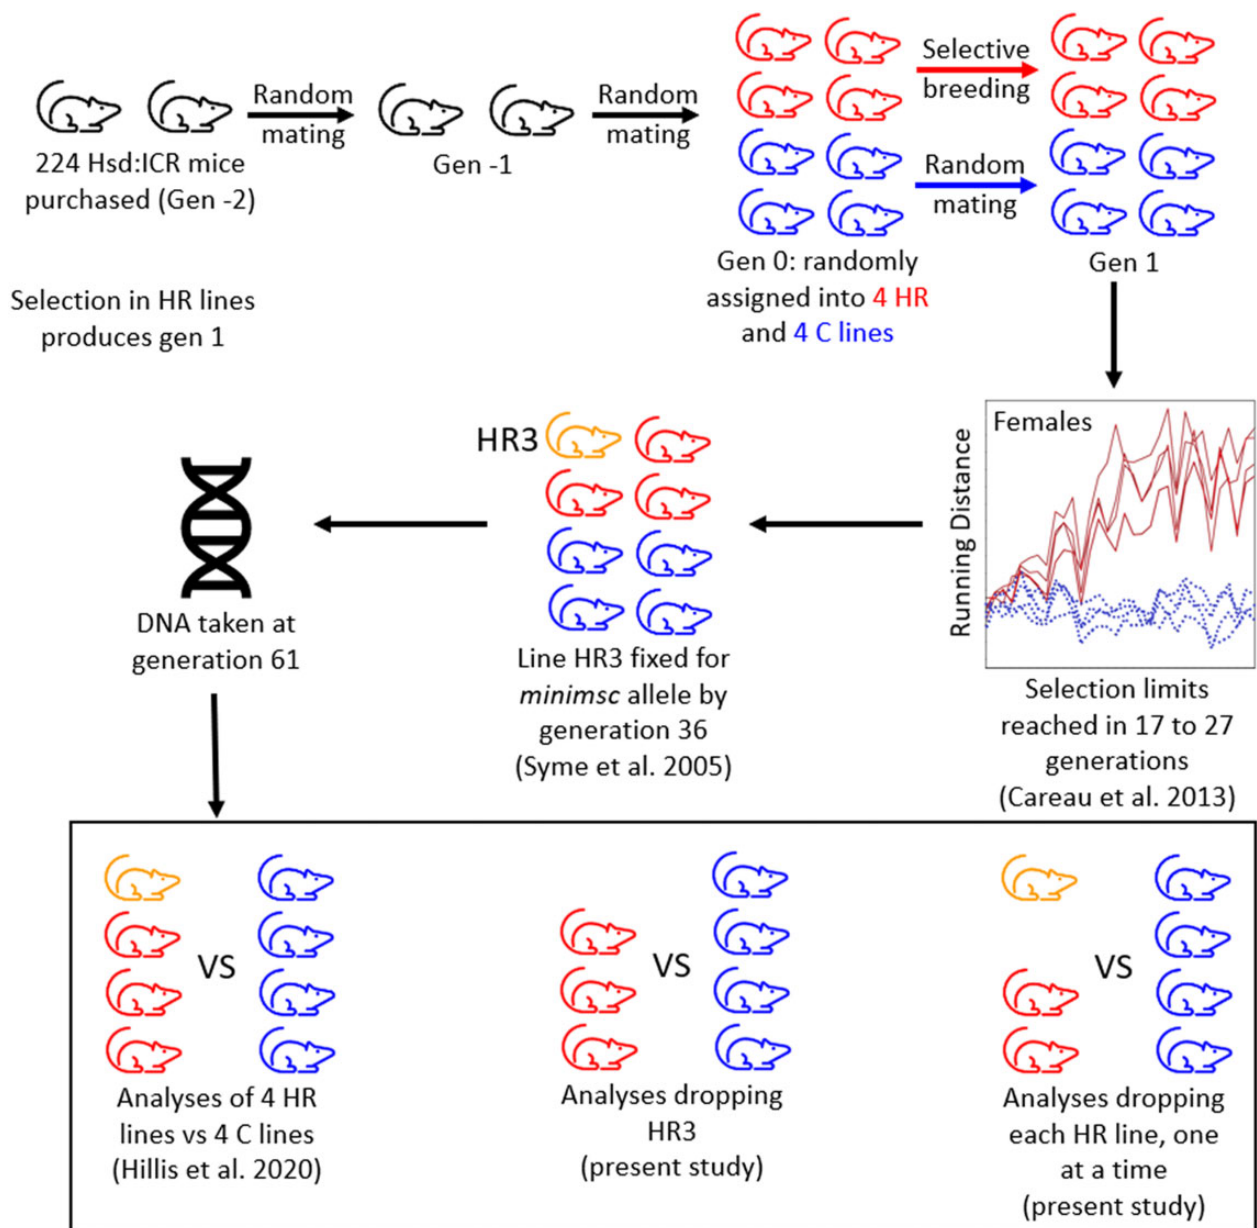 224 Hsd:ICR mice
purchased (Gen -2)
Random
mating
Gen -1
Random
mating
Gen 0: randomly
assigned into 4 HR
and 4 C lines
Selective
breeding
Random
mating
Gen 1
Selection in HR lines
produces gen 1
Females
Running Distance
Selection limits
reached in 17 to 27
generations
(Careau et al. 2013)
HR3
Line HR3 fixed for
minimsc allele by
generation 36
(Syme et al. 2005)
DNA taken at
generation 61
VS
Analyses of 4 HR
lines vs 4 C lines
(Hillis et al. 2020)
VS
Analyses dropping
HR3
(present study)
VS
Analyses dropping
each HR line, one
at a time
(present study)